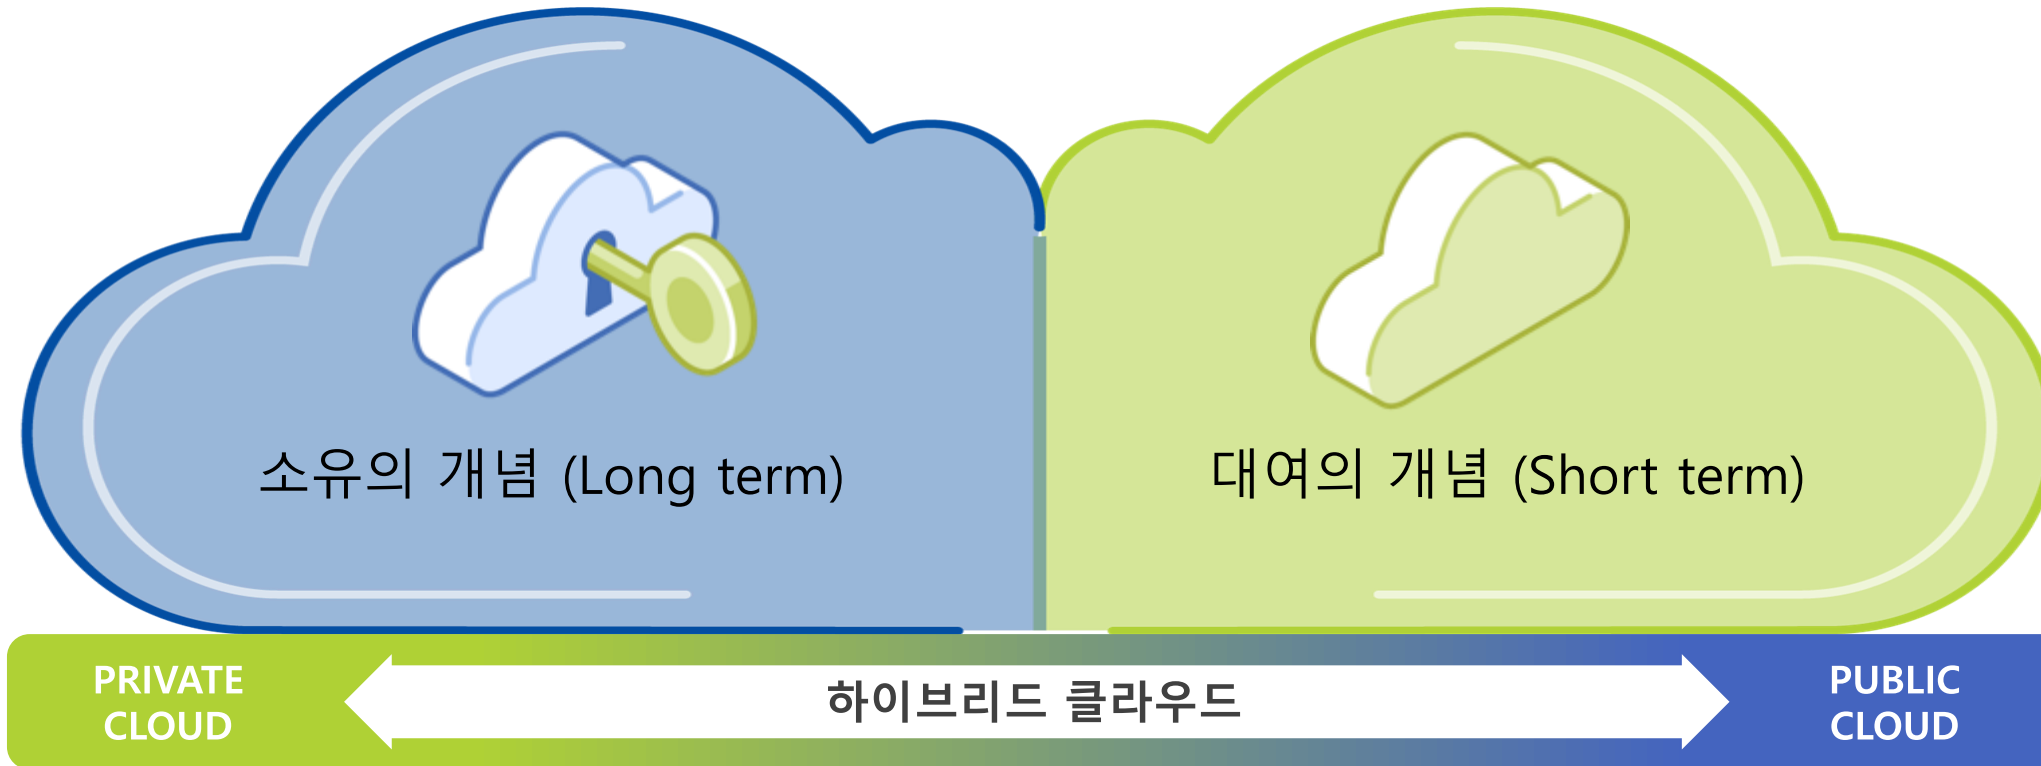 소유의 개념 (Long term)
대여의 개념 (Short term)
PRIVATE
CLOUD
하이브리드 클라우드
PUBLIC
CLOUD